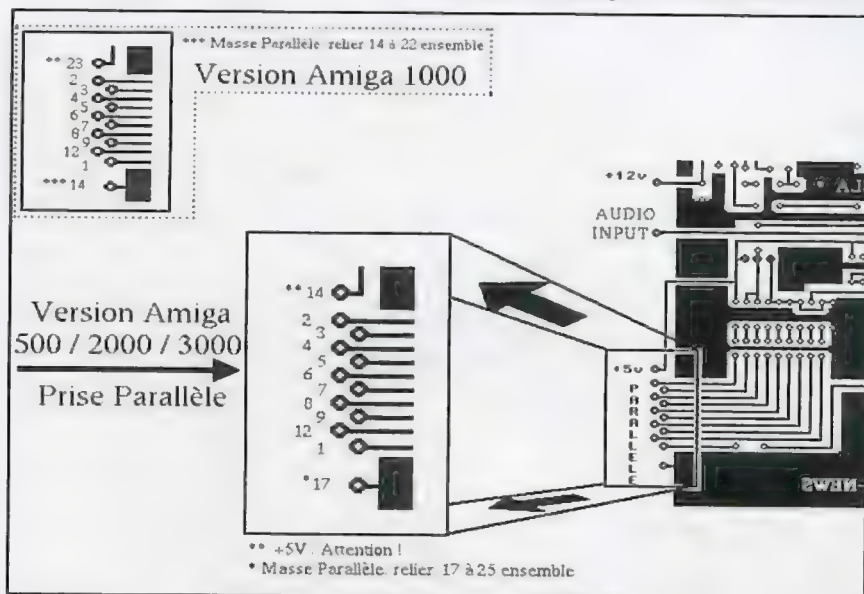 *** Masse Parallèle. relier 14 à 22 ensemble
Version Amiga 1000
** 23
2
3
4
5
6
7
8
9
12
1
*** 14
+12v
AUDIO
INPUT
Version Amiga
500 / 2000 / 3000
Prise Parallèle
** 14
2
3
4
5
6
7
8
9
12
1
* 17
+5v
PARALLELE
NEWS
** +5V . Attention !
* Masse Parallèle. relier 17 à 25 ensemble